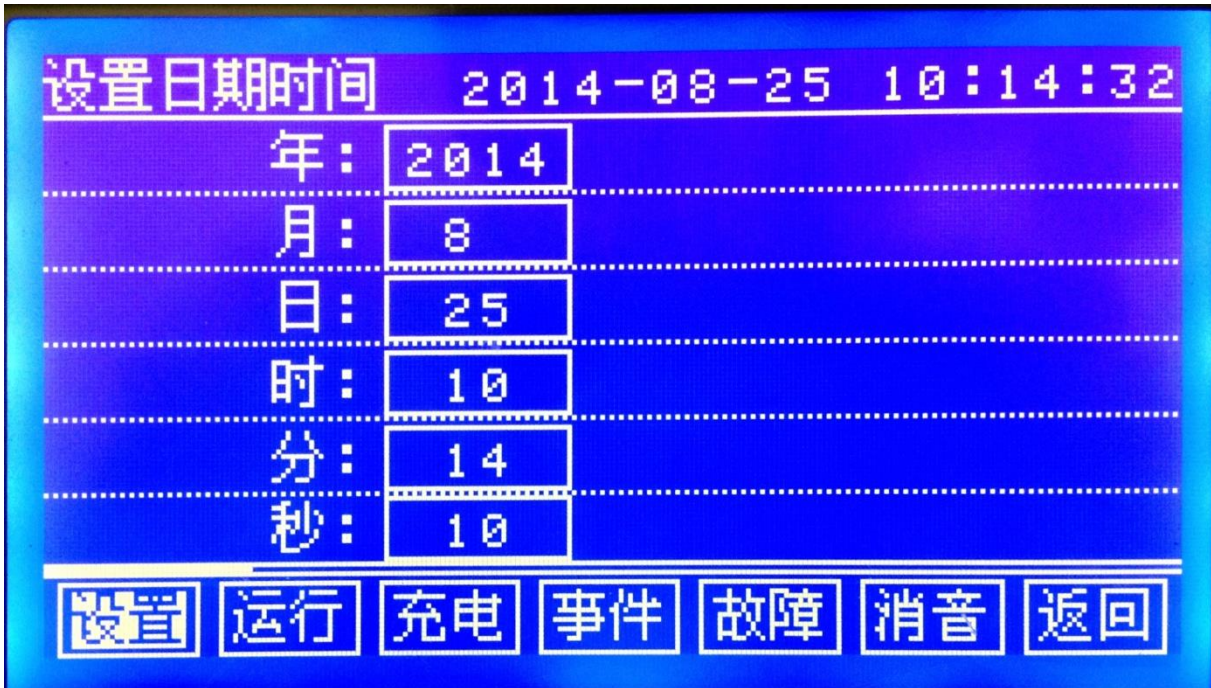 设置日期时间 2014-08-25 10:14:32
年: 2014
月: 8
日: 25
时: 10
分: 14
秒: 10
设置 运行 充电 事件 故障 消音 返回